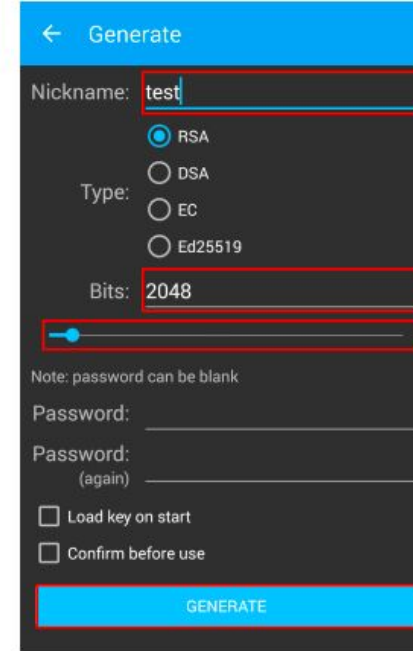 Generate
Nickname: test
RSA
DSA
Type:
EC
Ed25519
Bits: 2048
Note: password can be blank
Password:
Password:
(again)
Load key on start
Confirm before use
GENERATE